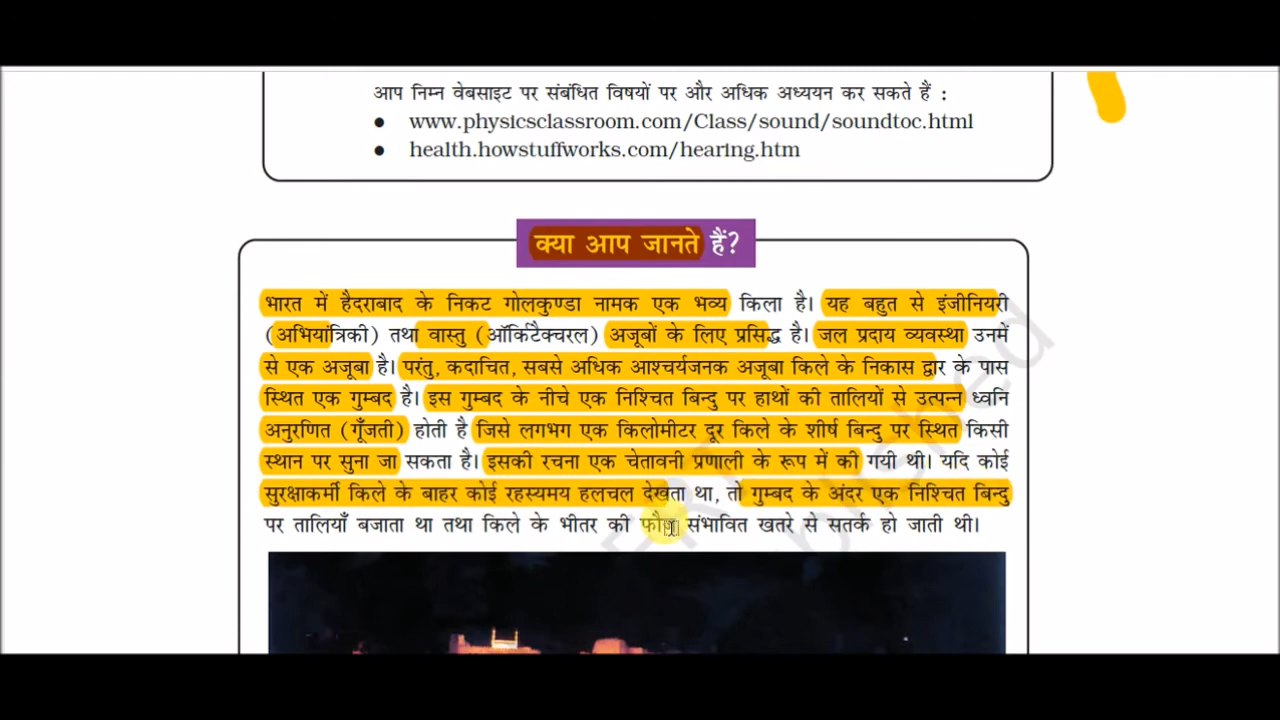 आप निम्न वेबसाइट पर संबंधित विषयों पर और अधिक अध्ययन कर सकते हैं :
● www.physicsclassroom.com/Class/sound/soundtoc.html
● health.howstuffworks.com/hearing.htm
क्या आप जानते हैं?
भारत में हैदराबाद के निकट गोलकुण्डा नामक एक भव्य किला है। यह बहुत से इंजीनियरी
(अभियांत्रिकी) तथा वास्तु (ऑर्किटैक्चरल) अजूबों के लिए प्रसिद्ध है। जल प्रदाय व्यवस्था उनमें
से एक अजूबा है। परंतु, कदाचित, सबसे अधिक आश्चर्यजनक अजूबा किले के निकास द्वार के पास
स्थित एक गुम्बद है। इस गुम्बद के नीचे एक निश्चित बिन्दु पर हाथों की तालियों से उत्पन्न ध्वनि
अनुरणित (गूँजती) होती है जिसे लगभग एक किलोमीटर दूर किले के शीर्ष बिन्दु पर स्थित किसी
स्थान पर सुना जा सकता है। इसकी रचना एक चेतावनी प्रणाली के रूप में की गयी थी। यदि कोई
सुरक्षाकर्मी किले के बाहर कोई रहस्यमय हलचल देखता था, तो गुम्बद के अंदर एक निश्चित बिन्दु
पर तालियाँ बजाता था तथा किले के भीतर की फौज संभावित खतरे से सतर्क हो जाती थी।